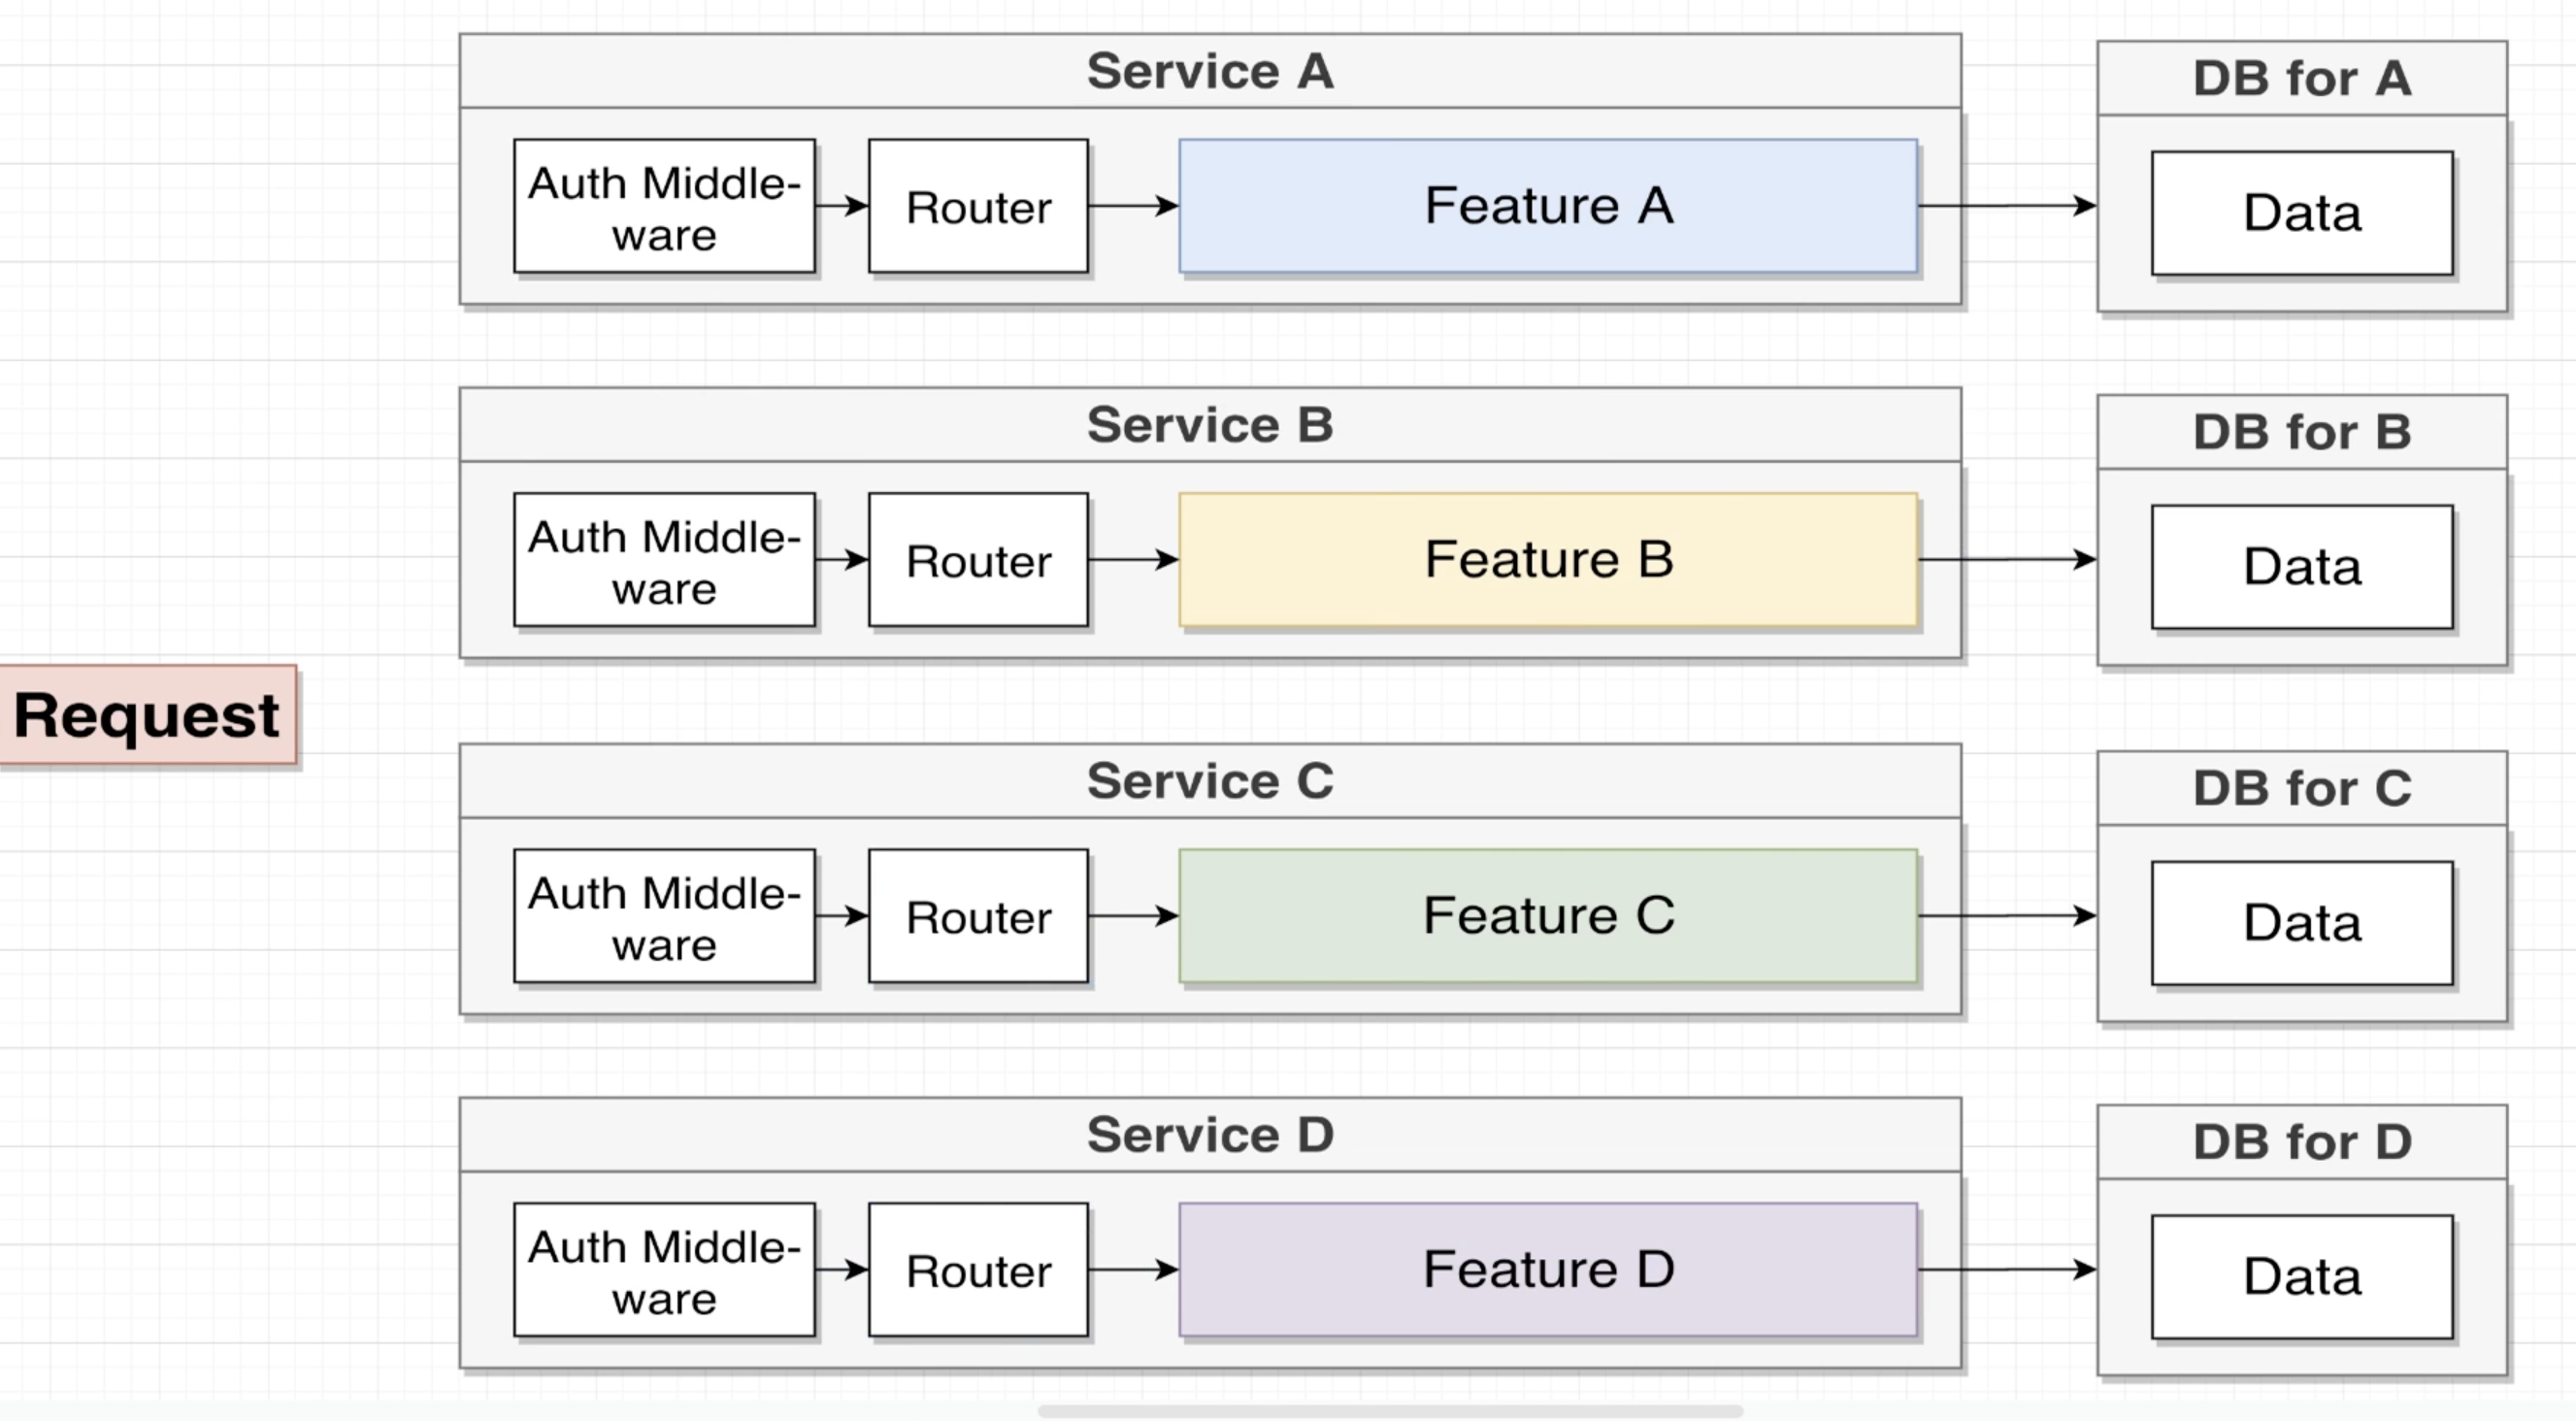 Service A
DB for A
Auth Middle-
ware
Router
Feature A
Data
Service B
DB for B
Auth Middle-
ware
Router
Feature B
Data
Request
Service C
DB for C
Auth Middle-
ware
Router
Feature C
Data
Service D
DB for D
Auth Middle-
ware
Router
Feature D
Data